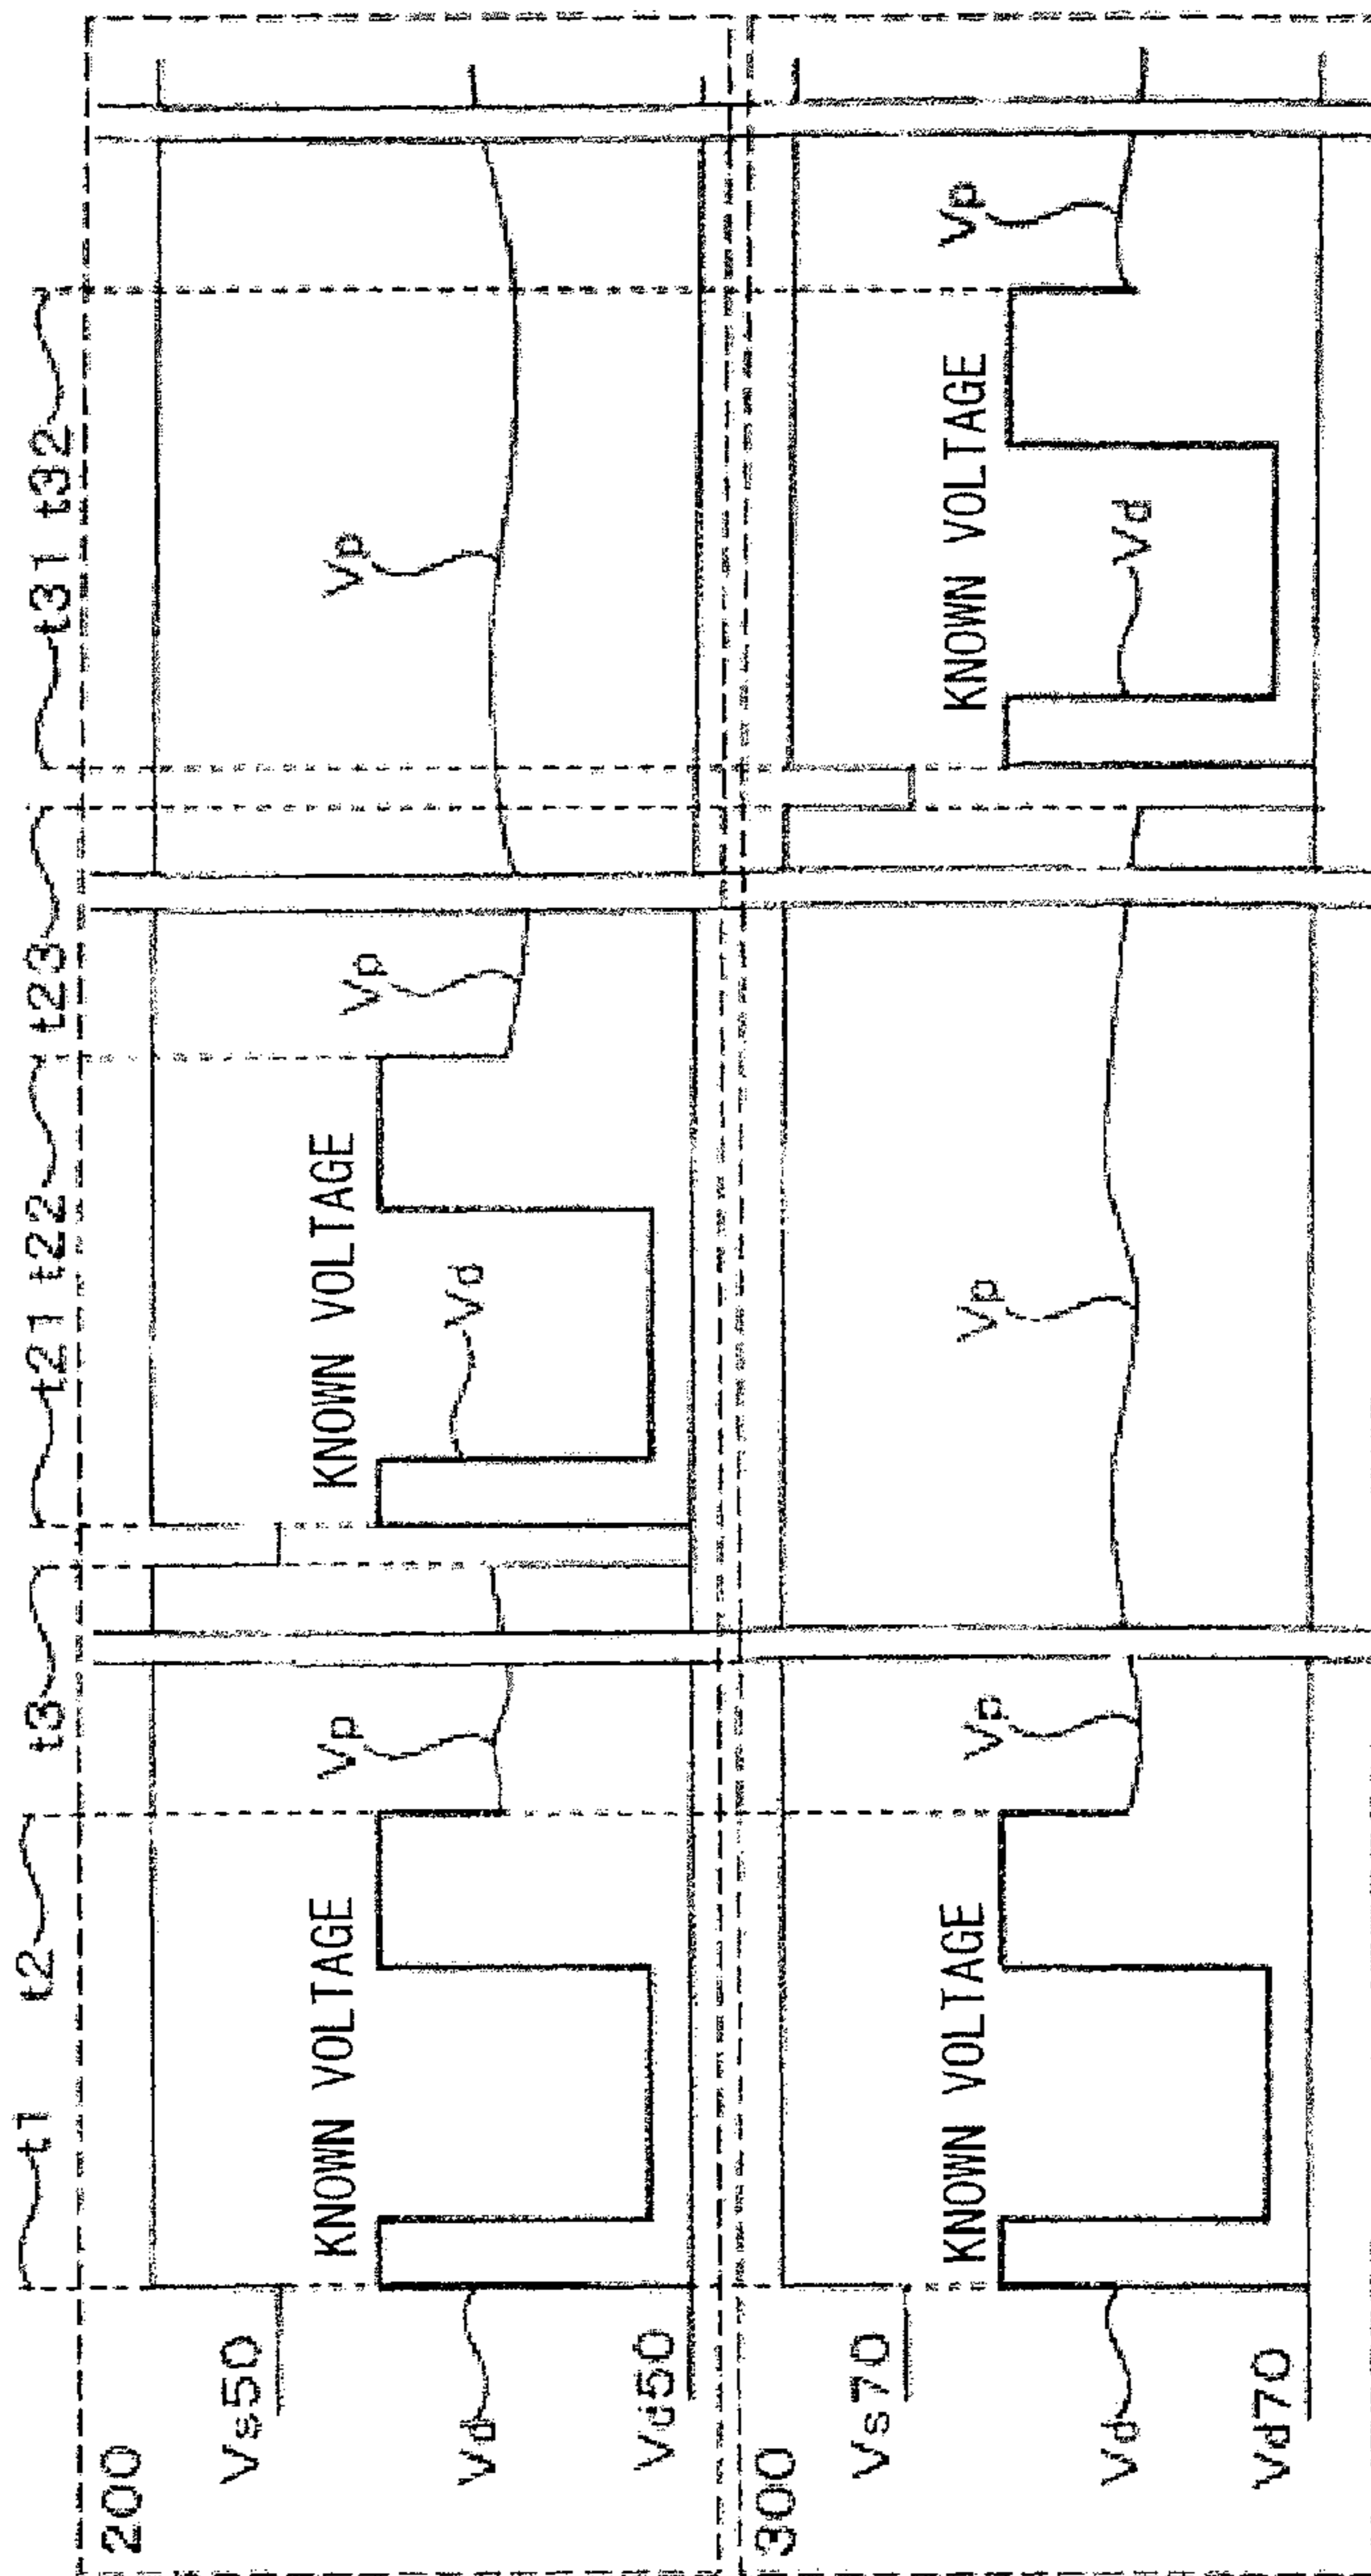 t1 t2 t3 t21 t22 t23 t31 t32
200
Vs50
KNOWN VOLTAGE
Vp
KNOWN VOLTAGE
Vp
Vp
Vd
Vd
Vd50
300
Vs70
KNOWN VOLTAGE
Vp
Vp
KNOWN VOLTAGE
Vp
Vd
Vd
Vd70